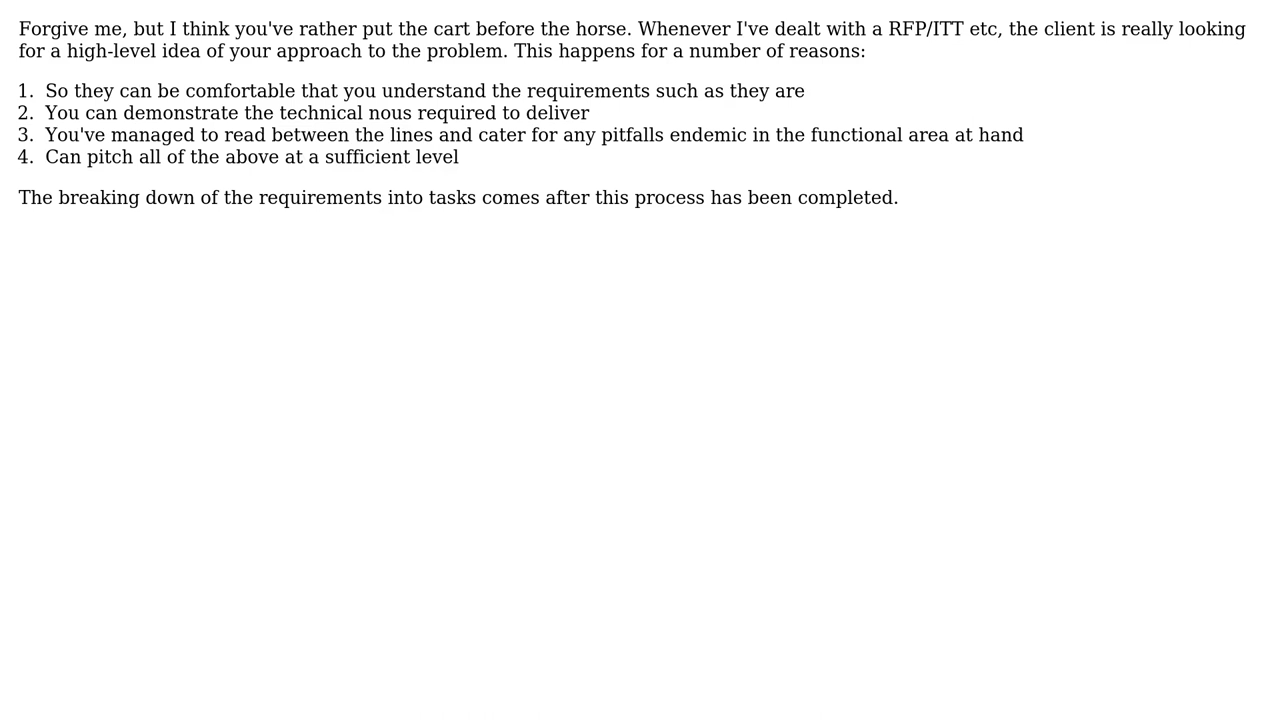 Forgive me, but I think you've rather put the cart before the horse. Whenever I've dealt with a RFP/ITT etc, the client is really looking
for a high-level idea of your approach to the problem. This happens for a number of reasons:
1. So they can be comfortable that you understand the requirements such as they are
2. You can demonstrate the technical nous required to deliver
3. You've managed to read between the lines and cater for any pitfalls endemic in the functional area at hand
4. Can pitch all of the above at a sufficient level
The breaking down of the requirements into tasks comes after this process has been completed.